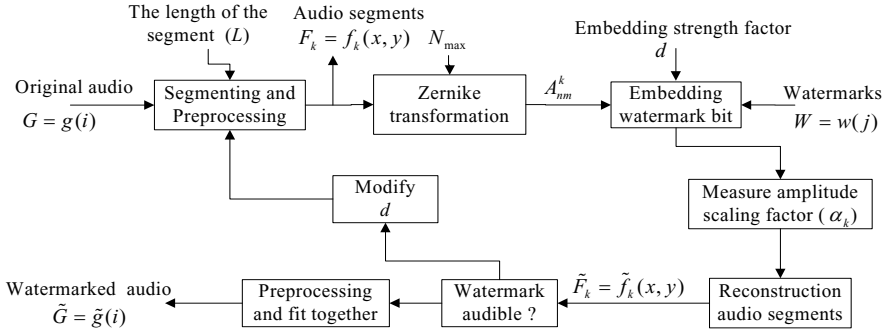 The length of the
segment (L)
Audio segments
F_k = f_k(x, y)
N_max
Embedding strength factor
d
Original audio
G = g(i)
Segmenting and
Preprocessing
Zernike
transformation
A^k_nm
Embedding
watermark bit
Watermarks
W = w(j)
Modify
d
Measure amplitude
scaling factor (α_k)
Watermarked audio
G̃ = g̃(i)
Preprocessing
and fit together
Watermark
audible ?
F̃_k = f̃_k(x, y)
Reconstruction
audio segments